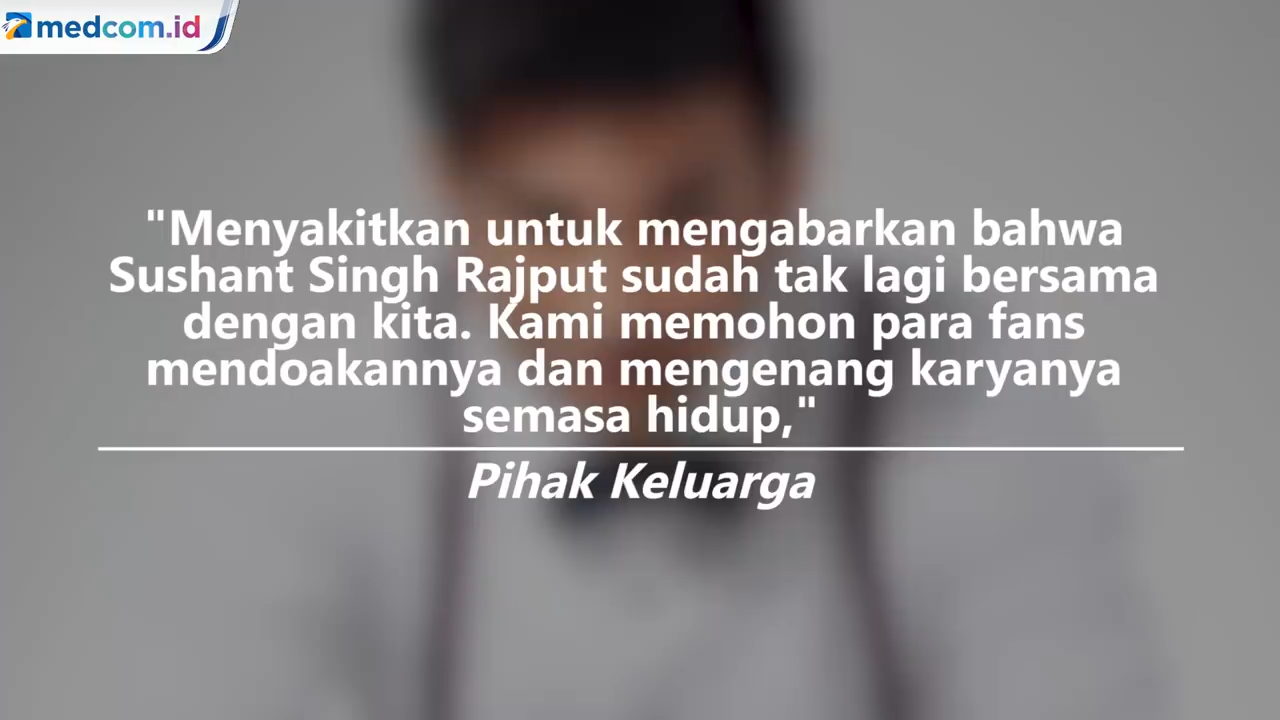 medcom.id
"Menyakitkan untuk mengabarkan bahwa
Sushant Singh Rajput sudah tak lagi bersama
dengan kita. Kami memohon para fans
mendoakannya dan mengenang karyanya
semasa hidup,"
Pihak Keluarga